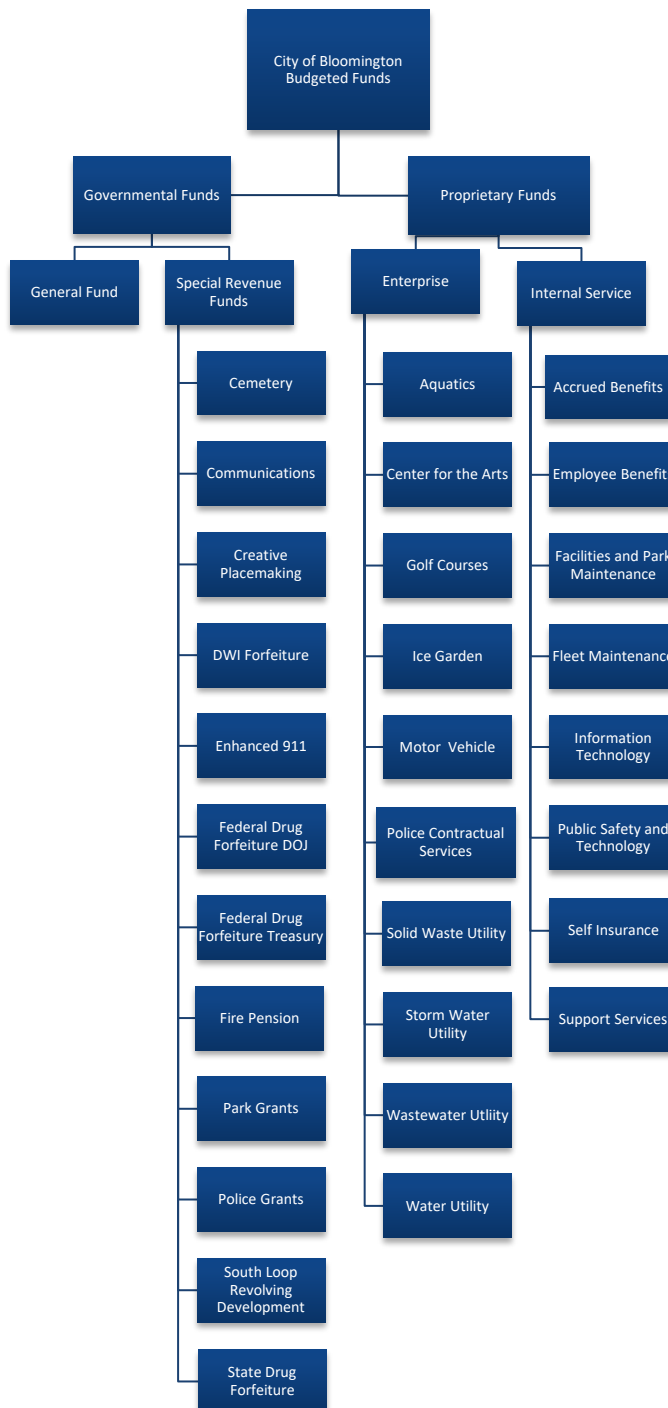 City of Bloomington
Budgeted Funds
Governmental Funds
Proprietary Funds
General Fund
Special Revenue
Funds
Enterprise
Internal Service
Cemetery
Communications
Creative
Placemaking
DWI Forfeiture
Enhanced 911
Federal Drug
Forfeiture DOJ
Federal Drug
Forfeiture Treasury
Fire Pension
Park Grants
Police Grants
South Loop
Revolving
Development
State Drug
Forfeiture
Aquatics
Center for the Arts
Golf Courses
Ice Garden
Motor  Vehicle
Police Contractual
Services
Solid Waste Utility
Storm Water
Utility
Wastewater Utliity
Water Utility
Accrued Benefits
Employee Benefit
Facilities and Park
Maintenance
Fleet Maintenance
Information
Technology
Public Safety and
Technology
Self Insurance
Support Services